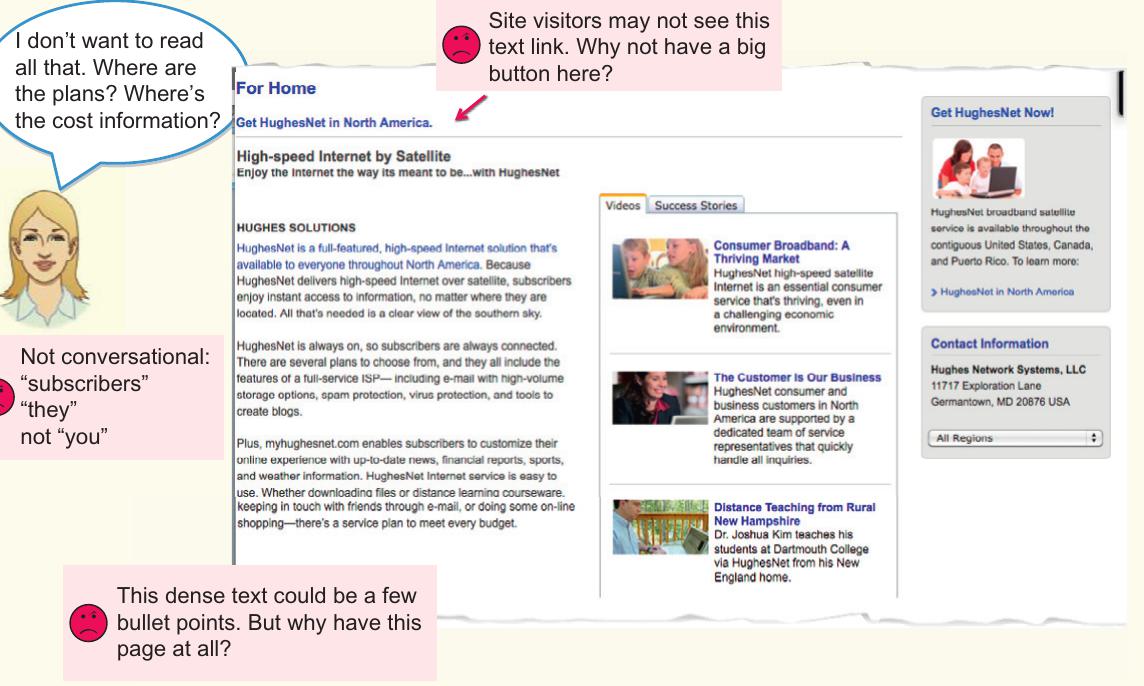 I don't want to read
all that. Where are
the plans? Where's
the cost information?
Site visitors may not see this
text link. Why not have a big
button here?
For Home
Get HughesNet in North America.
High-speed Internet by Satellite
Enjoy the Internet the way its meant to be...with HughesNet
HUGHES SOLUTIONS
HughesNet is a full-featured, high-speed Internet solution that's
available to everyone throughout North America. Because
HughesNet delivers high-speed Internet over satellite, subscribers
enjoy instant access to information, no matter where they are
located. All that's needed is a clear view of the southern sky.
HughesNet is always on, so subscribers are always connected.
There are several plans to choose from, and they all include the
features of a full-service ISP— including e-mail with high-volume
storage options, spam protection, virus protection, and tools to
create blogs.
Plus, myhughesnet.com enables subscribers to customize their
online experience with up-to-date news, financial reports, sports,
and weather information. HughesNet Internet service is easy to
use. Whether downloading files or distance learning courseware,
keeping in touch with friends through e-mail, or doing some on-line
shopping—there's a service plan to meet every budget.
Videos
Success Stories
Consumer Broadband: A
Thriving Market
HughesNet high-speed satellite
Internet is an essential consumer
service that's thriving, even in
a challenging economic
environment.
The Customer Is Our Business
HughesNet consumer and
business customers in North
America are supported by a
dedicated team of service
representatives that quickly
handle all inquiries.
Distance Teaching from Rural
New Hampshire
Dr. Joshua Kim teaches his
students at Dartmouth College
via HughesNet from his New
England home.
Get HughesNet Now!
HughesNet broadband satellite
service is available throughout the
contiguous United States, Canada,
and Puerto Rico. To learn more:
HughesNet in North America
Contact Information
Hughes Network Systems, LLC
11717 Exploration Lane
Germantown, MD 20876 USA
All Regions
Not conversational:
"subscribers"
"they"
not "you"
This dense text could be a few
bullet points. But why have this
page at all?